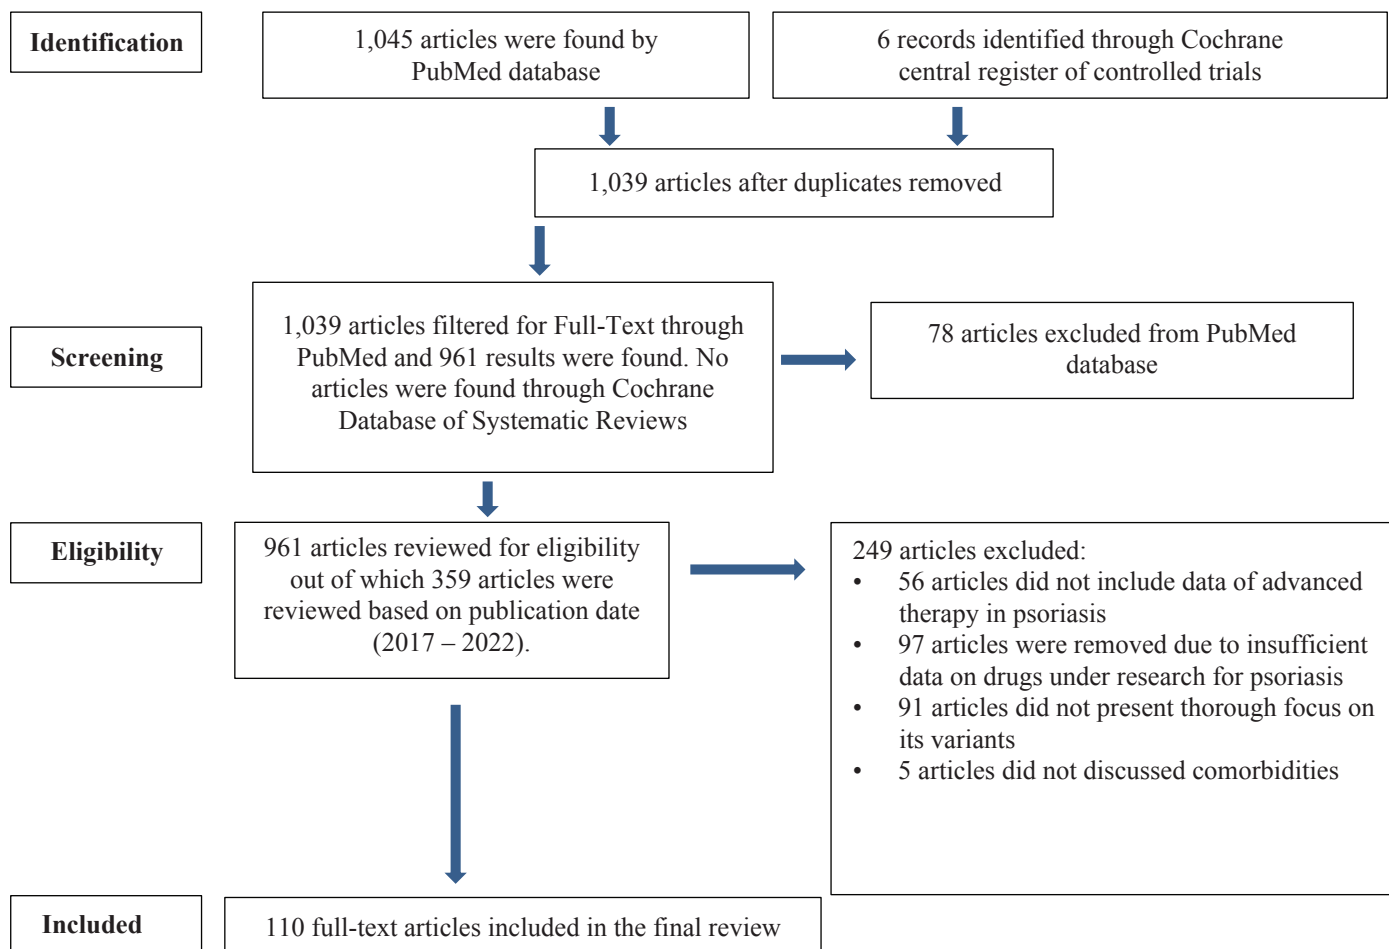 Identification
1,045 articles were found by
PubMed database
6 records identified through Cochrane
central register of controlled trials
1,039 articles after duplicates removed
Screening
1,039 articles filtered for Full-Text through
PubMed and 961 results were found. No
articles were found through Cochrane
Database of Systematic Reviews
78 articles excluded from PubMed
database
Eligibility
961 articles reviewed for eligibility
out of which 359 articles were
reviewed based on publication date
(2017 – 2022).
249 articles excluded:
• 56 articles did not include data of advanced
therapy in psoriasis
• 97 articles were removed due to insufficient
data on drugs under research for psoriasis
• 91 articles did not present thorough focus on
its variants
• 5 articles did not discussed comorbidities
Included
110 full-text articles included in the final review